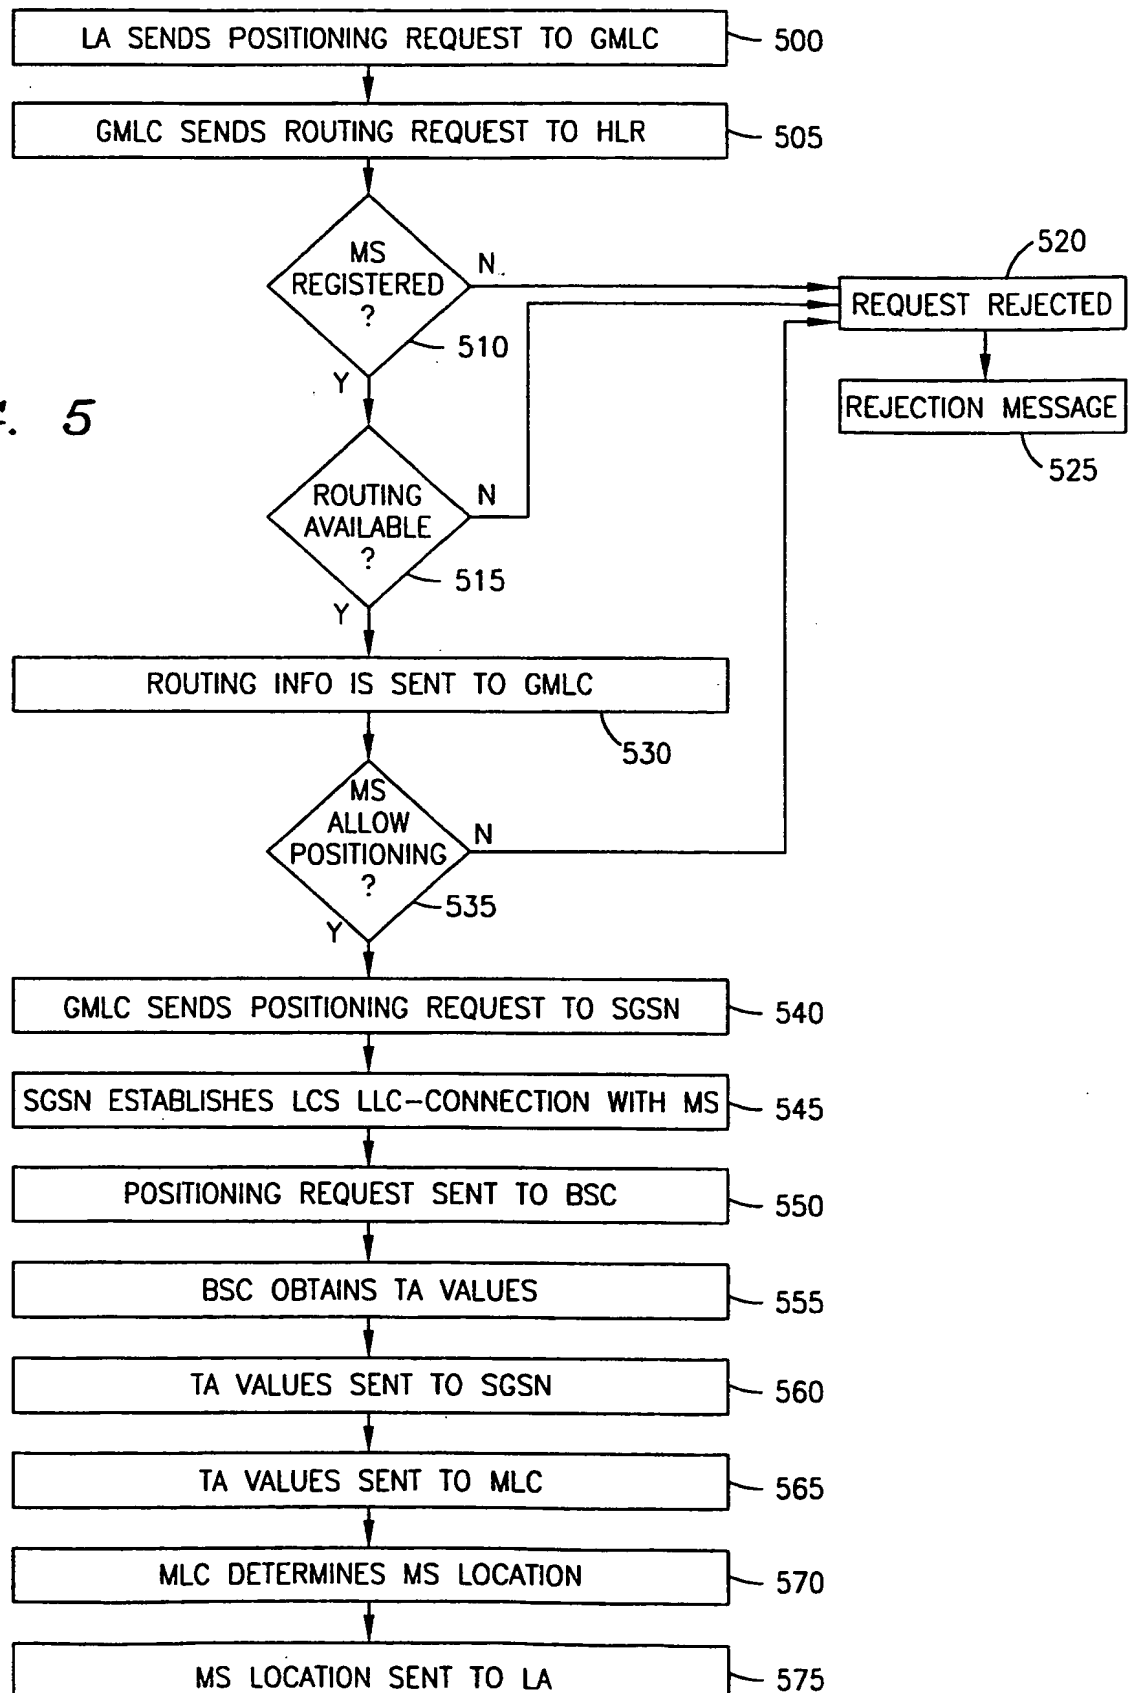 LA SENDS POSITIONING REQUEST TO GMLC
500
GMLC SENDS ROUTING REQUEST TO HLR
505
MS
REGISTERED
?
N
510
Y
520
REQUEST REJECTED
REJECTION MESSAGE
525
5
ROUTING
AVAILABLE
?
N
515
Y
ROUTING INFO IS SENT TO GMLC
530
MS
ALLOW
POSITIONING
?
N
535
Y
GMLC SENDS POSITIONING REQUEST TO SGSN
540
SGSN ESTABLISHES LCS LLC-CONNECTION WITH MS
545
POSITIONING REQUEST SENT TO BSC
550
BSC OBTAINS TA VALUES
555
TA VALUES SENT TO SGSN
560
TA VALUES SENT TO MLC
565
MLC DETERMINES MS LOCATION
570
MS LOCATION SENT TO LA
575